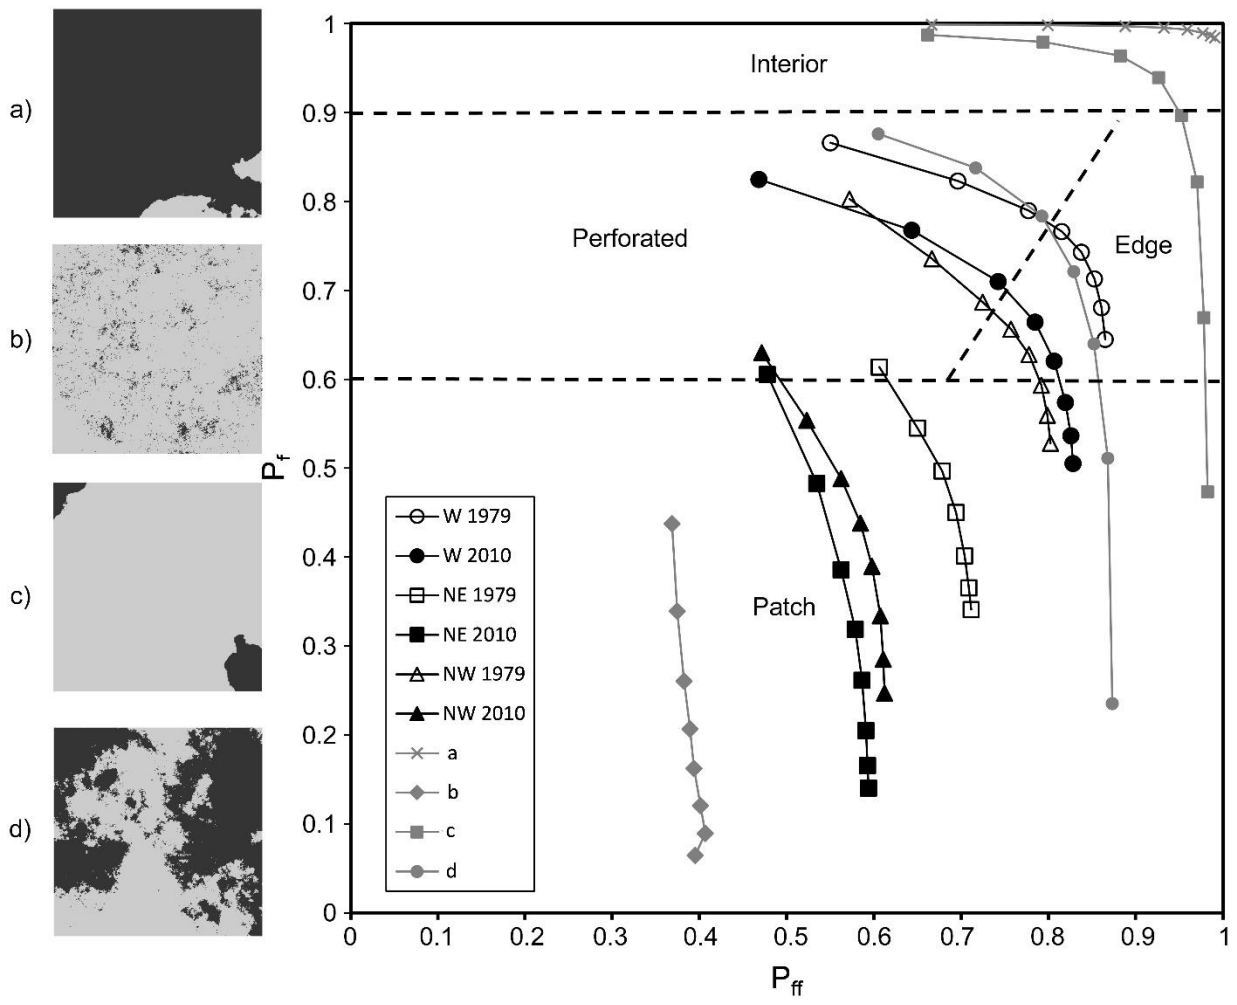 a)
b)
c)
d)
P_f
1
0.9
0.8
0.7
0.6
0.5
0.4
0.3
0.2
0.1
0
Interior
Perforated
Edge
Patch
W 1979
W 2010
NE 1979
NE 2010
NW 1979
NW 2010
a
b
c
d
0 0.1 0.2 0.3 0.4 0.5 0.6 0.7 0.8 0.9 1
P_ff